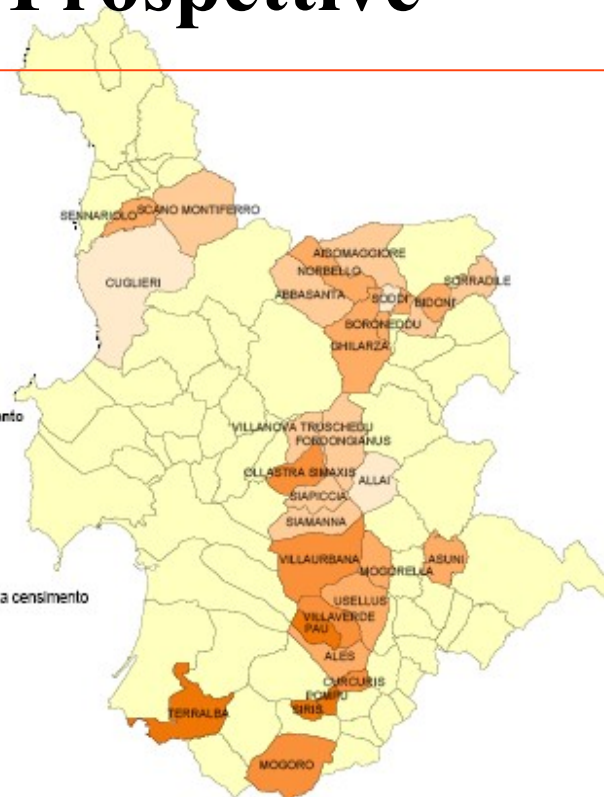 Prospettive
SENNARIOLO
SCANO MONTIFERRO
CUGLIERI
AIDOMAGGIORE
NORBELLO
SORRADILE
ABBASANTA
SODDI
BIDONI
BORONEDDU
GHILARZA
ento
VILLANOVA TRUSCHEDU
FORDONGIANUS
OLLASTRA SIMAXIS
ALLAI
SIAPICCIA
SIAMANNA
VILLAURBANA
ASUNI
MOGORELLA
a censimento
USELLUS
VILLAVERDE
PAU
ALES
CURCURIS
POMPU
SIRIS
TERRALBA
MOGORO